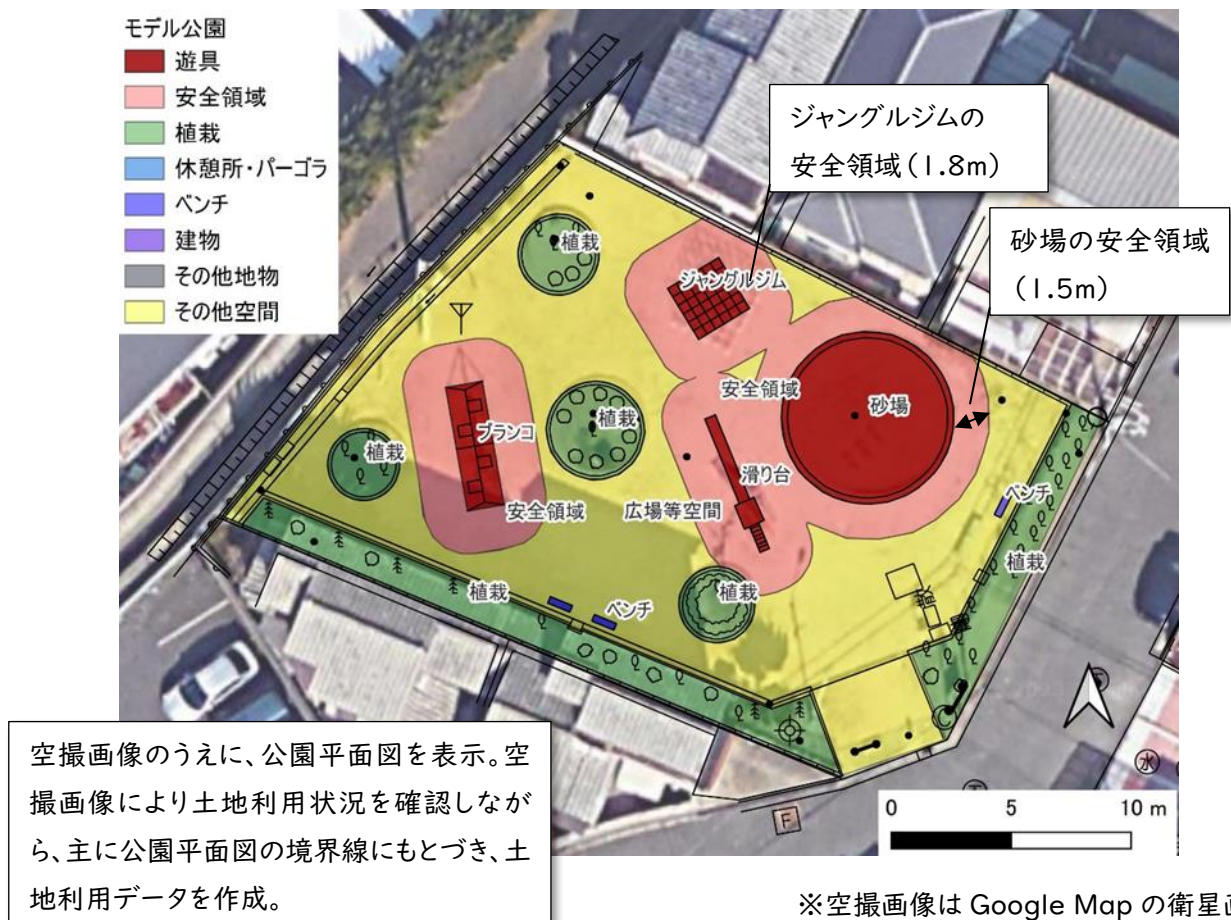 モデル公園
遊具
安全領域
植栽
休憩所・パーゴラ
ベンチ
建物
その他地物
その他空間
ジャングルジムの
安全領域(1.8m)
砂場の安全領域
(1.5m)
植栽
ジャングルジム
安全領域
砂場
植栽
ブランコ
植栽
滑り台
安全領域
広場等空間
ベンチ
植栽
植栽
植栽
ベンチ
水
F
0 5 10 m
空撮画像のうえに、公園平面図を表示。空
撮画像により土地利用状況を確認しなが
ら、主に公園平面図の境界線にもとづき、土
地利用データを作成。
※空撮画像は Google Map の衛星